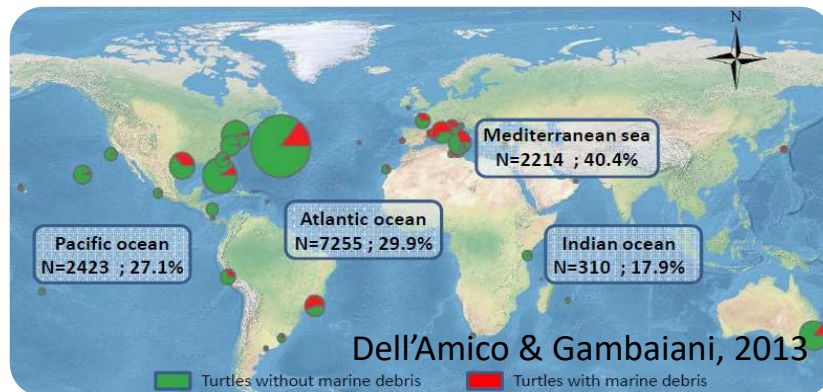 N
Mediterranean sea
N=2214 ; 40.4%
Atlantic ocean
N=7255 ; 29.9%
Pacific ocean
N=2423 ; 27.1%
Indian ocean
N=310 ; 17.9%
Dell’Amico & Gambaiani, 2013
Turtles without marine debris
Turtles with marine debris